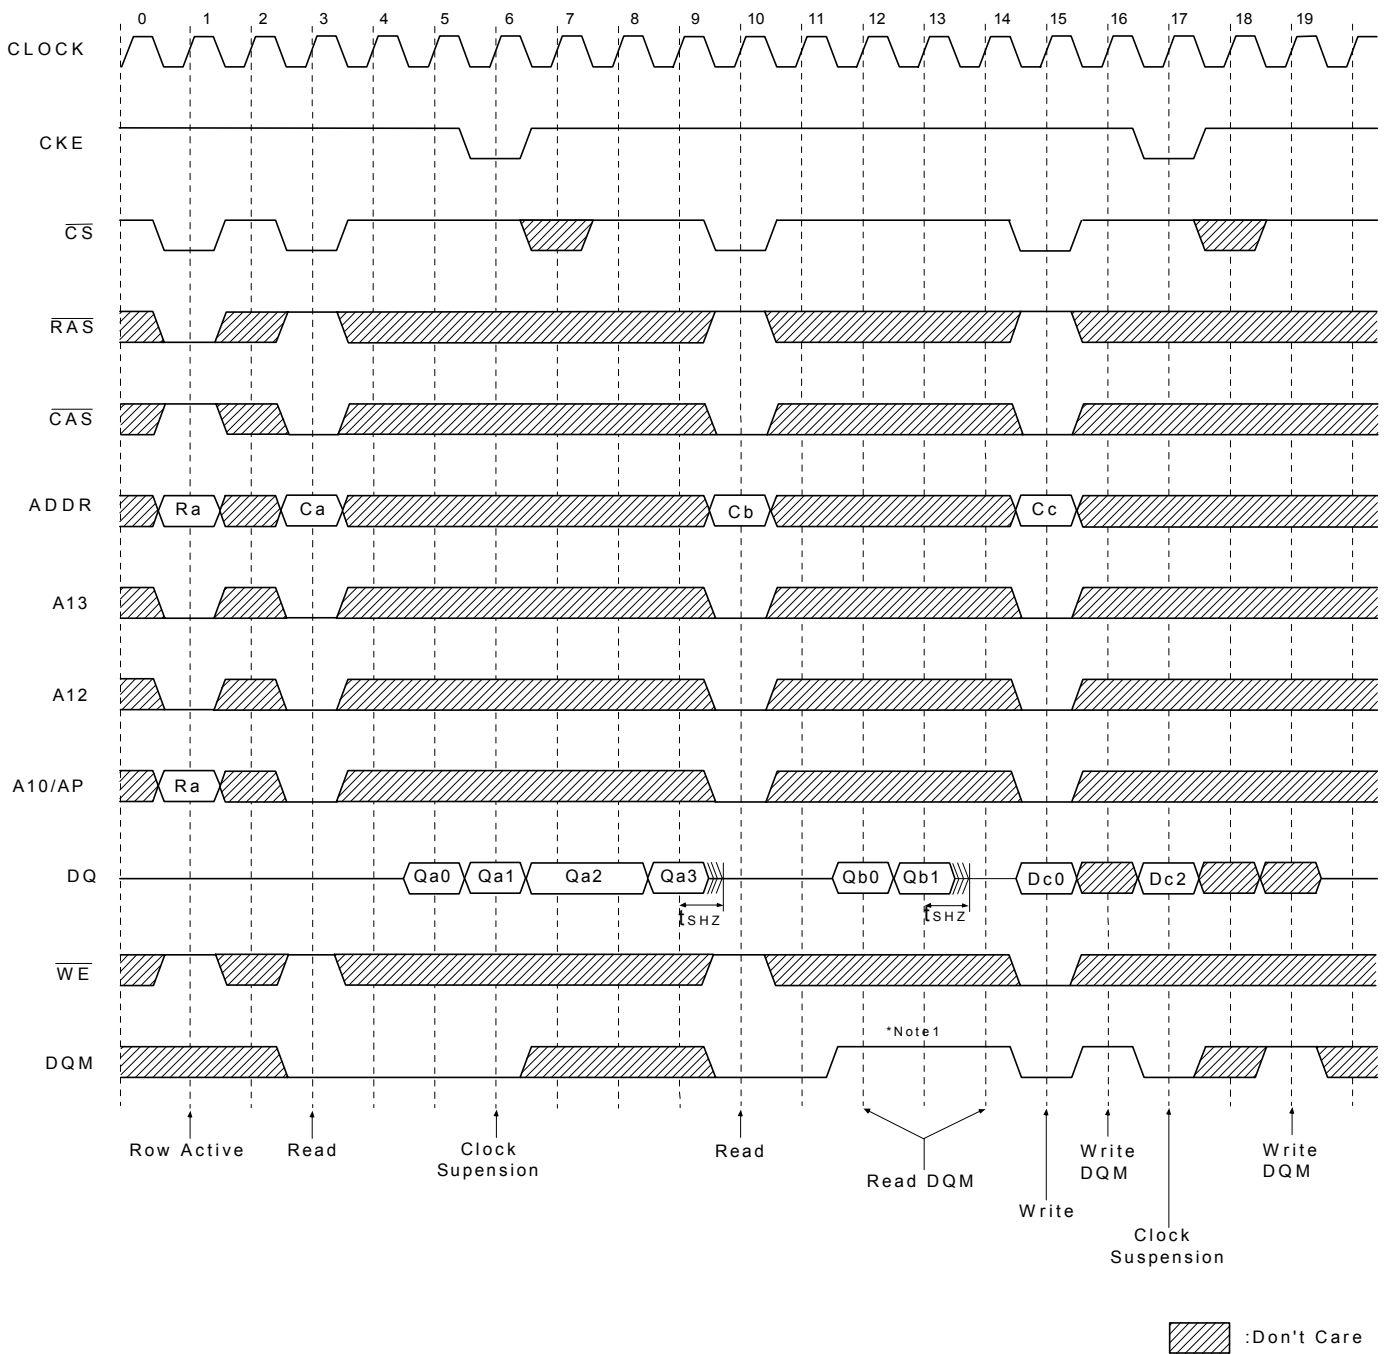 0 1 2 3 4 5 6 7 8 9 10 11 12 13 14 15 16 17 18 19
CLOCK
CKE
CS
RAS
CAS
ADDR Ra Ca Cb Cc
A13
A12
A10/AP Ra
DQ Qa0 Qa1 Qa2 Qa3 Qb0 Qb1 Dc0 Dc2
tSHZ tSHZ
WE
*Note1
DQM
Row Active Read Clock Supension Read Read DQM Write Write DQM Clock Suspension Write DQM
:Don't Care